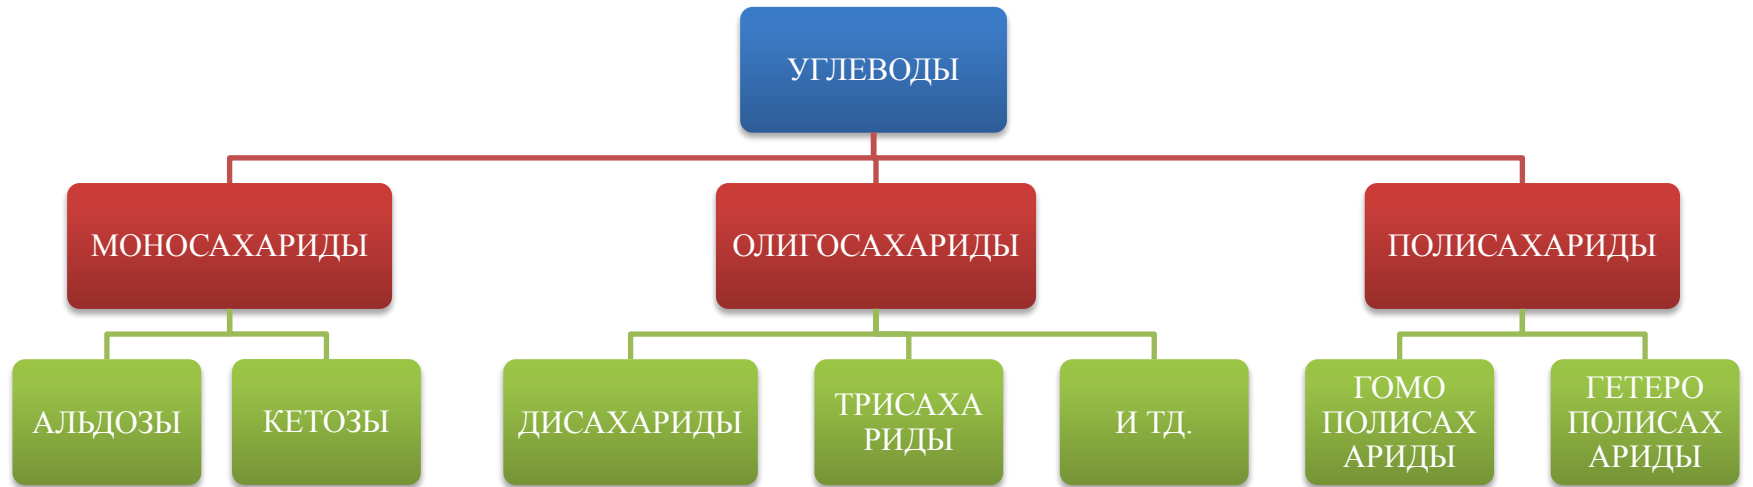 УГЛЕВОДЫ
МОНОСАХАРИДЫ
ОЛИГОСАХАРИДЫ
ПОЛИСАХАРИДЫ
АЛЬДОЗЫ
КЕТОЗЫ
ДИСАХАРИДЫ
ТРИСАХА
РИДЫ
И ТД.
ГОМО
ПОЛИСАХ
АРИДЫ
ГЕТЕРО
ПОЛИСАХ
АРИДЫ